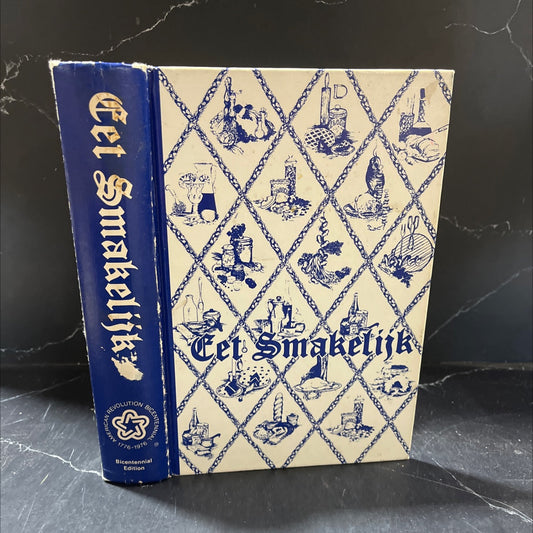 Eet Smakelijk
AMERICAN REVOLUTION BICENTENNIAL
1776-1976
®
Bicentennial
Edition
Eet Smakelijk